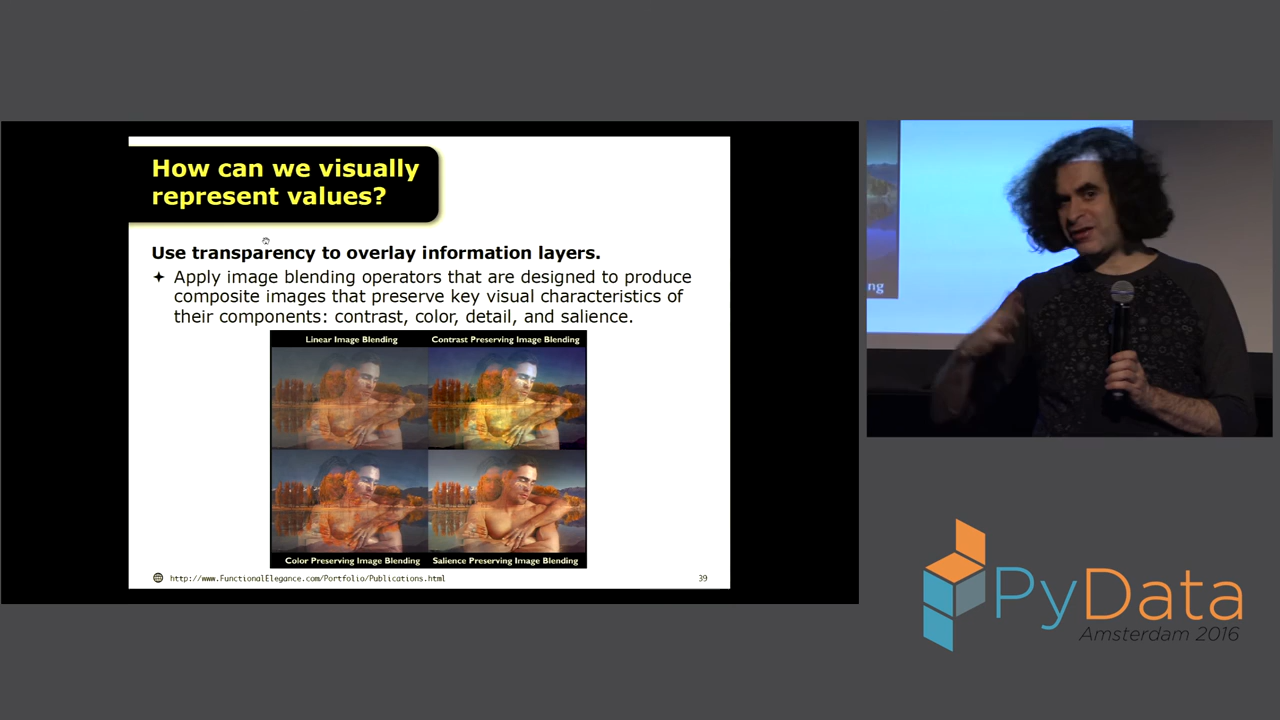 How can we visually
represent values?
Use transparency to overlay information layers.
✦ Apply image blending operators that are designed to produce
composite images that preserve key visual characteristics of
their components: contrast, color, detail, and salience.
Linear Image Blending
Contrast Preserving Image Blending
Color Preserving Image Blending
Salience Preserving Image Blending
http://www.FunctionalElegance.com/Portfolio/Publications.html
39
ng
PyData
Amsterdam 2016